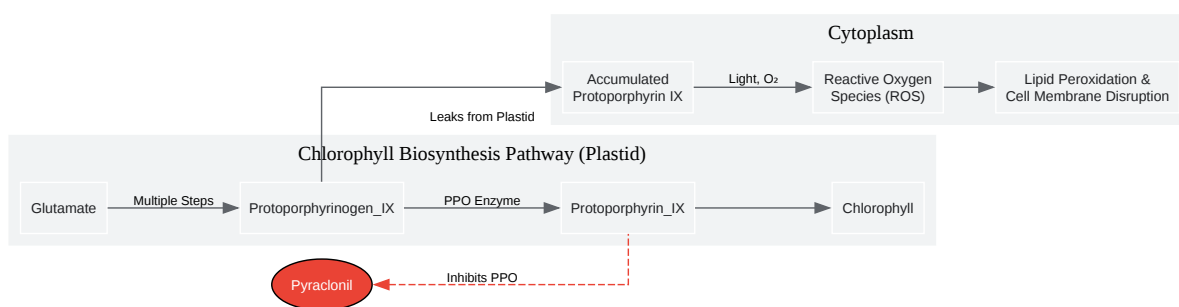 Cytoplasm
Accumulated
Protoporphyrin IX
Light, O₂
Reactive Oxygen
Species (ROS)
Lipid Peroxidation &
Cell Membrane Disruption
Leaks from Plastid
Chlorophyll Biosynthesis Pathway (Plastid)
Glutamate
Multiple Steps
Protoporphyrinogen_IX
PPO Enzyme
Protoporphyrin_IX
Chlorophyll
Pyraclonil
Inhibits PPO